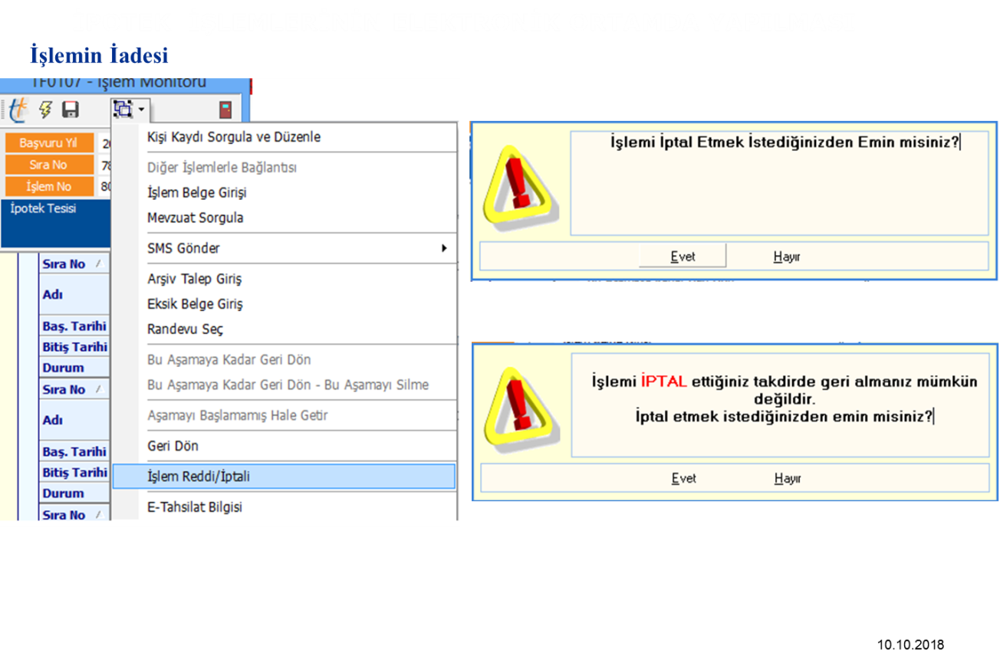 İşlemin İadesi
TF0107 - İşlem Monitörü
Başvuru Yıl
Sıra No
İşlem No
İpotek Tesisi
Sıra No
Adı
Baş. Tarihi
Bitiş Tarihi
Durum
Sıra No
Adı
Baş. Tarihi
Bitiş Tarihi
Durum
Sıra No
Kişi Kaydı Sorgula ve Düzenle
Diğer İşlemlerle Bağlantısı
İşlem Belge Girişi
Mevzuat Sorgula
SMS Gönder
Arşiv Talep Giriş
Eksik Belge Giriş
Randevu Seç
Bu Aşamaya Kadar Geri Dön
Bu Aşamaya Kadar Geri Dön - Bu Aşamayı Silme
Aşamayı Başlamamış Hale Getir
Geri Dön
İşlem Reddi/İptali
E-Tahsilat Bilgisi
İşlemi İptal Etmek İstediğinizden Emin misiniz?
Evet Hayır
İşlemi İPTAL ettiğiniz takdirde geri almanız mümkün
değildir.
İptal etmek istediğinizden emin misiniz?
Evet Hayır
10.10.2018